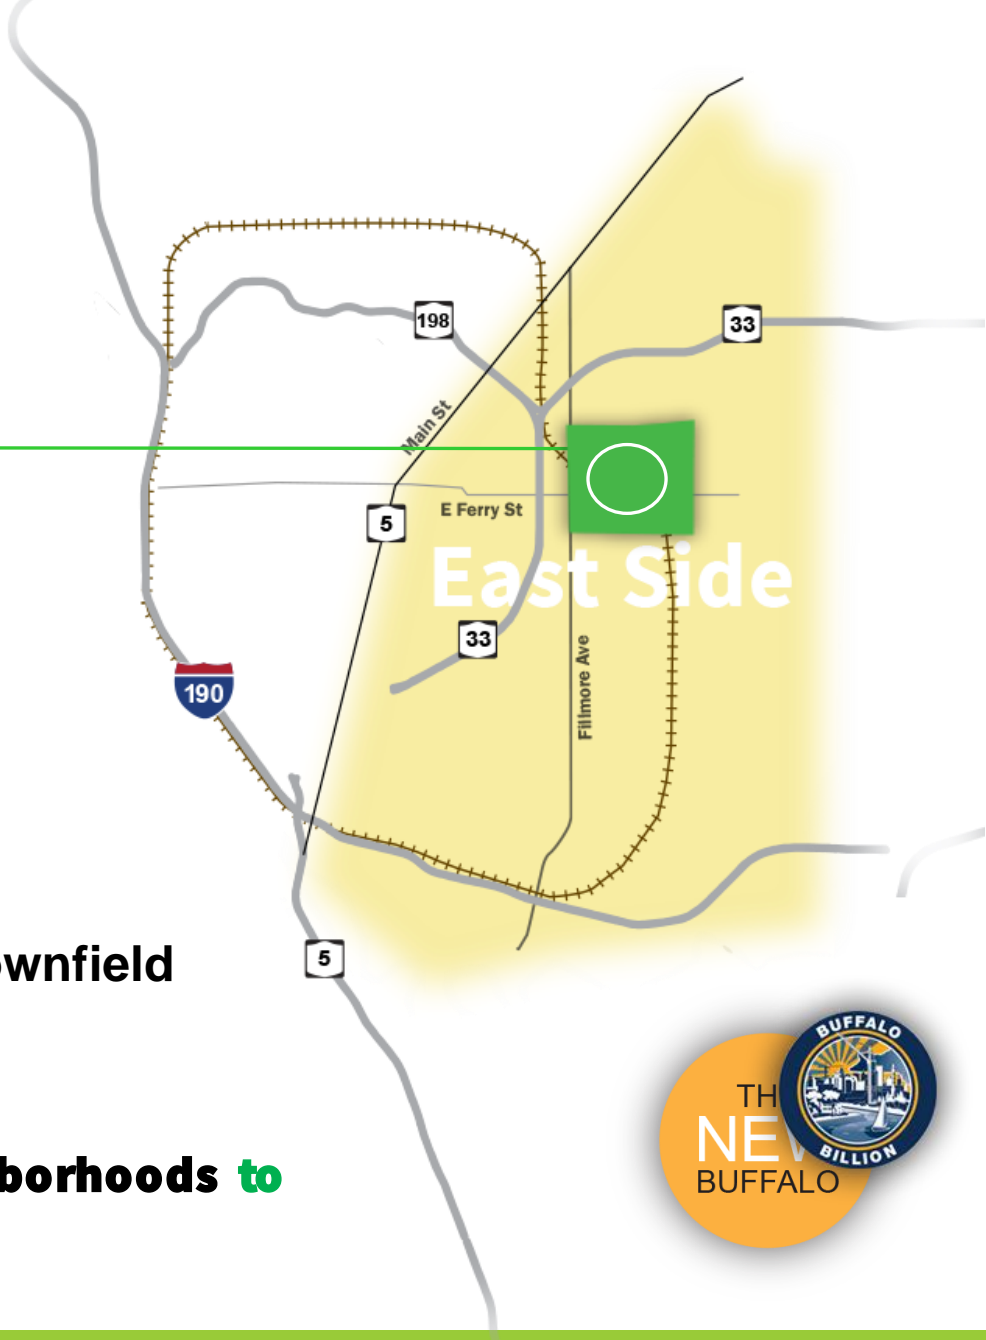 198
33
Main St
E Ferry St
5
East Side
33
Fillmore Ave
190
5
wnfield
BUFFALO
BILLION
TH
NEW
BUFFALO
borhoods to